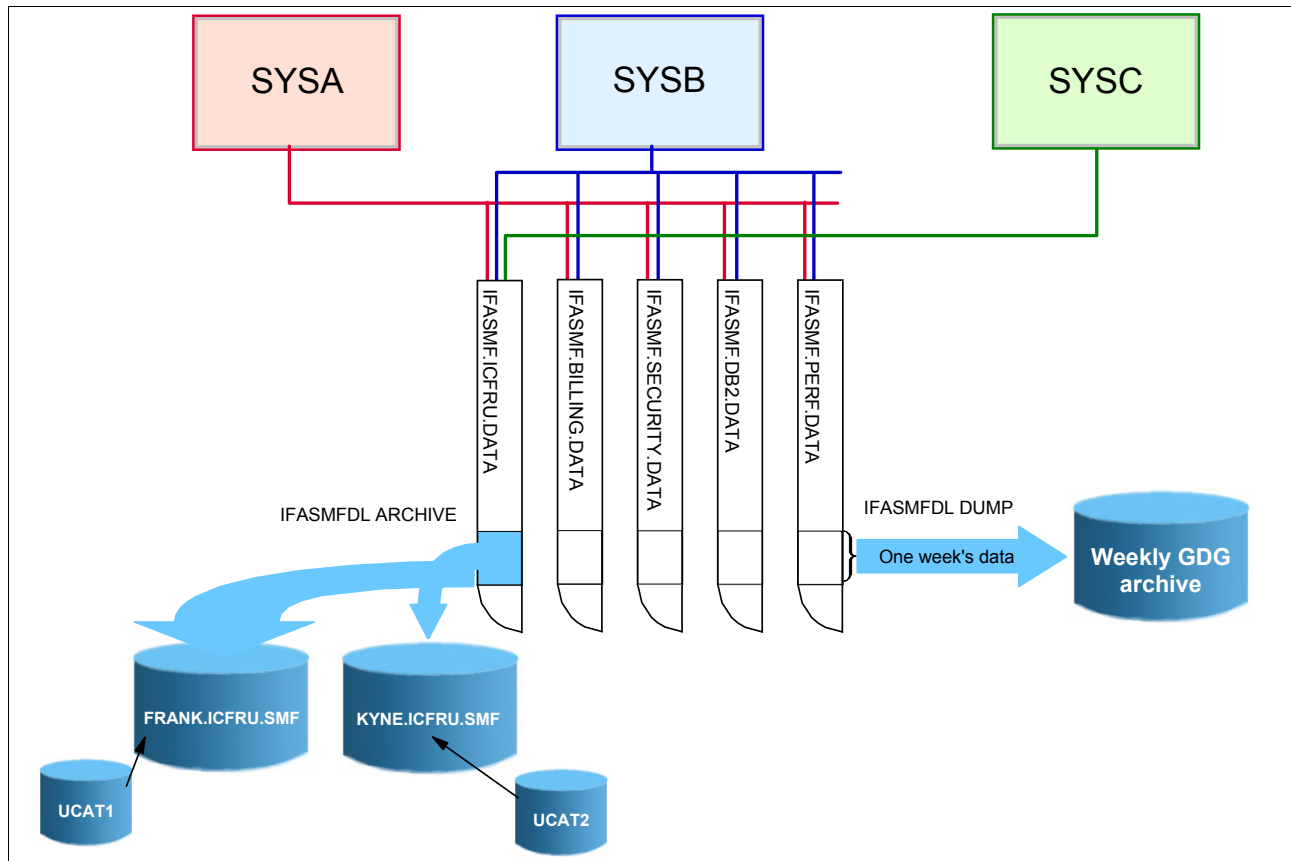 SYSA
SYSB
SYSC
IFASMF.ICFRU.DATA
IFASMF.BILLING.DATA
IFASMF.SECURITY.DATA
IFASMF.DB2.DATA
IFASMF.PERF.DATA
IFASMFDL ARCHIVE
IFASMFDL DUMP
One week's data
Weekly GDG
archive
FRANK.ICFRU.SMF
KYNE.ICFRU.SMF
UCAT1
UCAT2